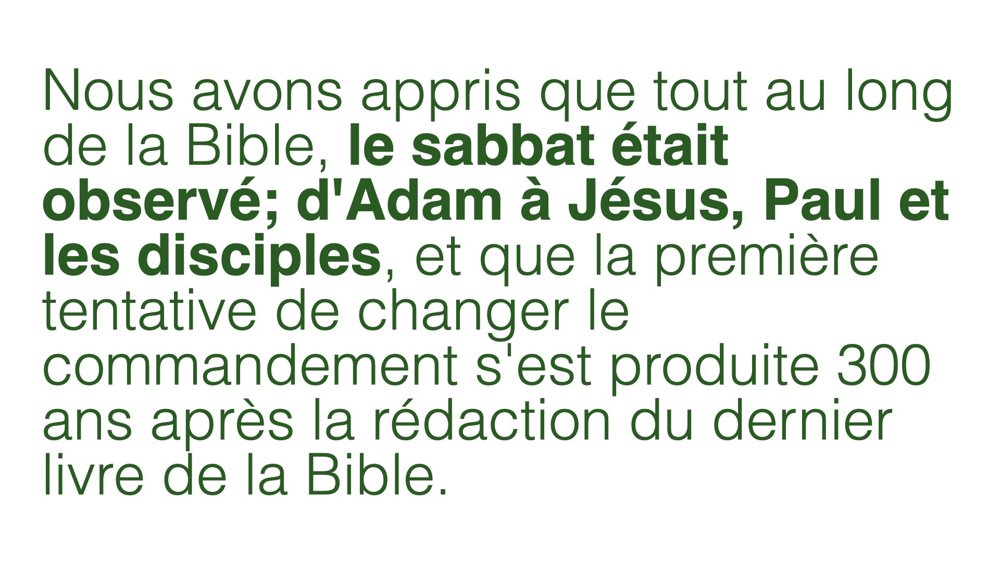 Nous avons appris que tout au long
de la Bible, le sabbat était
observé; d'Adam à Jésus, Paul et
les disciples, et que la première
tentative de changer le
commandement s'est produite 300
ans après la rédaction du dernier
livre de la Bible.